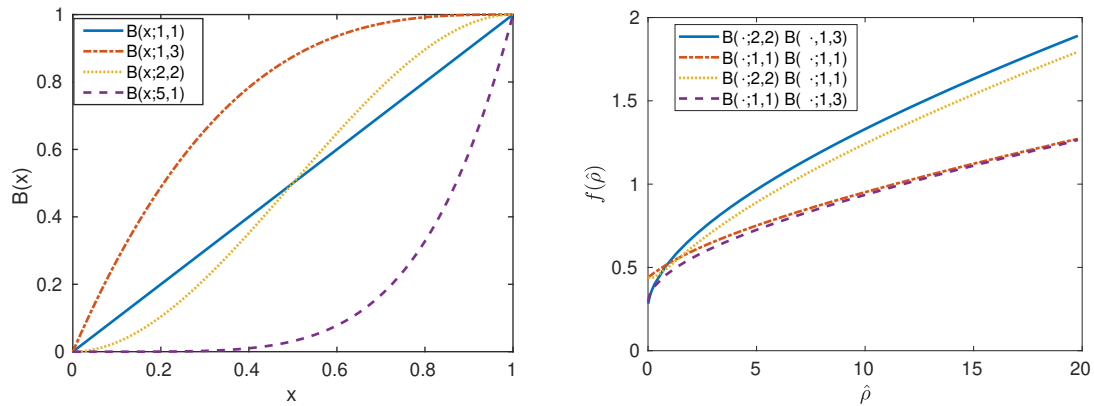 B(x;1,1)
B(x;1,3)
B(x;2,2)
B(x;5,1)
1
0.8
0.6
0.4
0.2
0
B(x)
0 0.2 0.4 0.6 0.8 1
x
B( ·;2,2) B( ·,1,3)
B( ·;1,1) B( ·;1,1)
B( ·;2,2) B( ·;1,1)
B( ·;1,1) B( ·;1,3)
2
1.5
1
0.5
0
f(ρ̂)
0 5 10 15 20
ρ̂